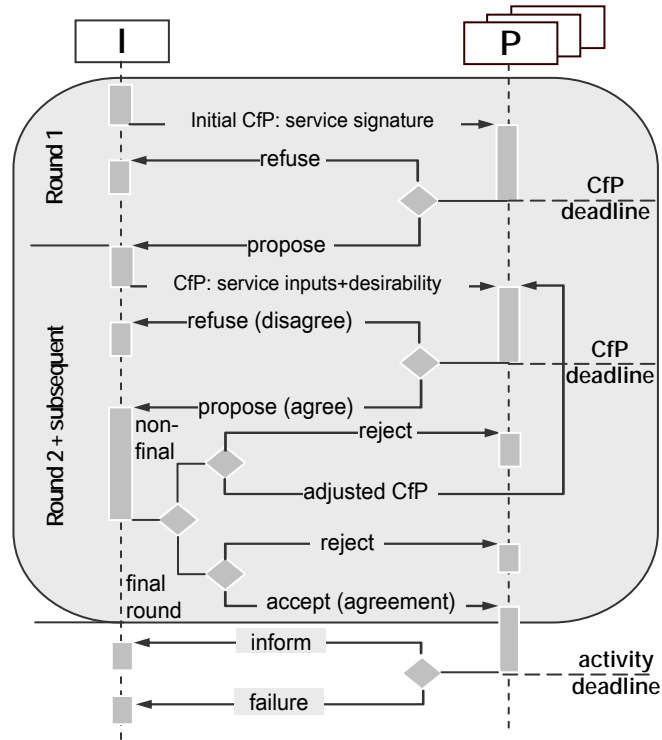 I
P
Round 1
Initial CfP: service signature
refuse
CfP
deadline
propose
Round 2 + subsequent
CfP: service inputs+desirability
refuse (disagree)
CfP
deadline
propose (agree)
non-
final
reject
adjusted CfP
reject
final
round
accept (agreement)
inform
activity
deadline
failure